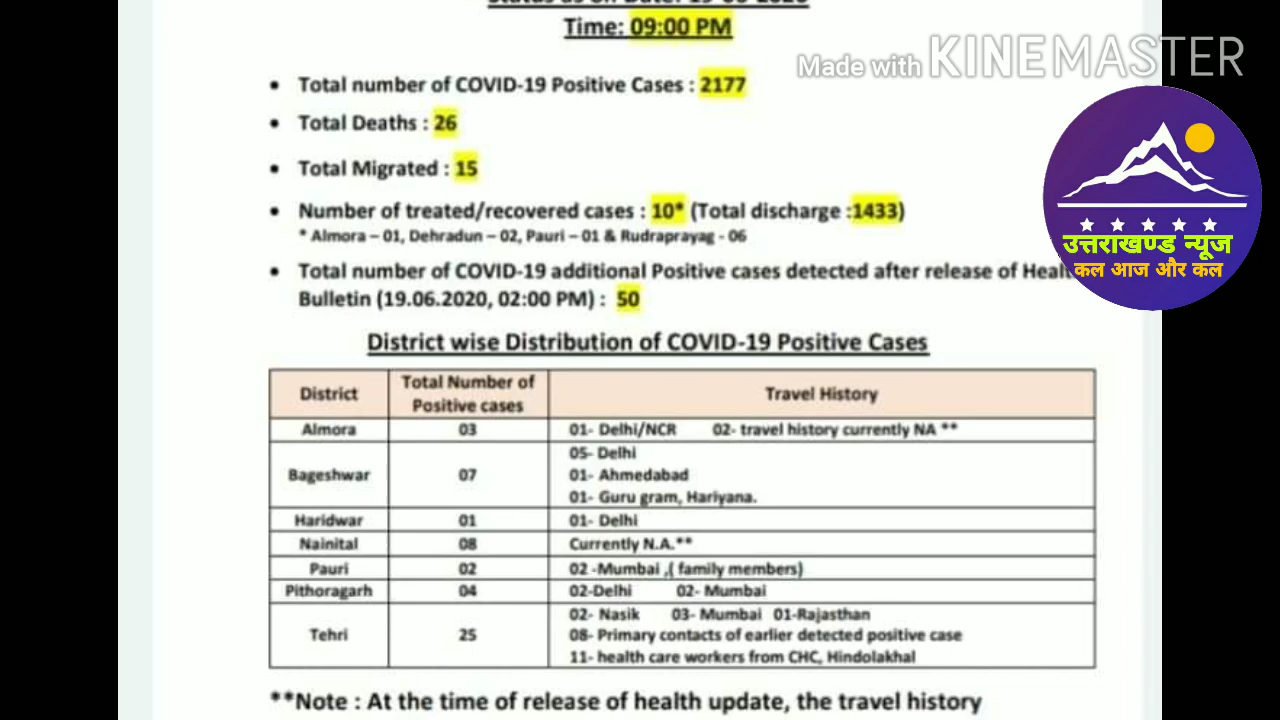 Status as on Date: 19-06-2020
Time: 09:00 PM
Made with KINEMASTER
• Total number of COVID-19 Positive Cases : 2177
• Total Deaths : 26
• Total Migrated : 15
• Number of treated/recovered cases : 10* (Total discharge :1433)
* Almora – 01, Dehradun – 02, Pauri – 01 & Rudraprayag - 06
• Total number of COVID-19 additional Positive cases detected after release of
Bulletin (19.06.2020, 02:00 PM) : 50
उत्तराखण्ड न्यूज
कल आज और कल
District wise Distribution of COVID-19 Positive Cases
District Total Number of Positive cases Travel History
Almora 03 01- Delhi/NCR 02- travel history currently NA **
Bageshwar 07 05- Delhi
01- Ahmedabad
01- Guru gram, Hariyana.
Haridwar 01 01- Delhi
Nainital 08 Currently N.A.**
Pauri 02 02 -Mumbai ,( family members)
Pithoragarh 04 02-Delhi 02- Mumbai
Tehri 25 02- Nasik 03- Mumbai 01-Rajasthan
08- Primary contacts of earlier detected positive case
11- health care workers from CHC, Hindolakhal
**Note : At the time of release of health update, the travel history